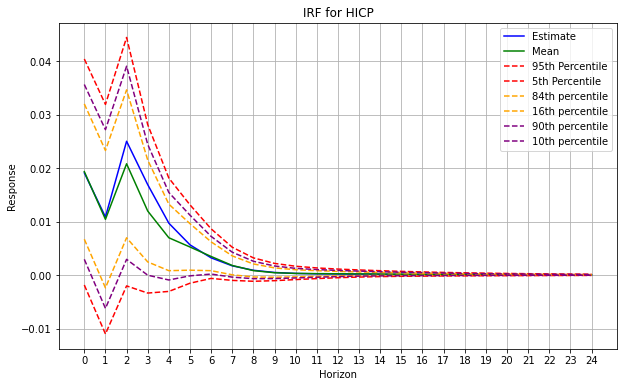 IRF for HICP
Estimate
Mean
95th Percentile
5th Percentile
84th percentile
16th percentile
90th percentile
10th percentile
0.04
0.03
0.02
0.01
0.00
−0.01
Response
0 1 2 3 4 5 6 7 8 9 10 11 12 13 14 15 16 17 18 19 20 21 22 23 24
Horizon